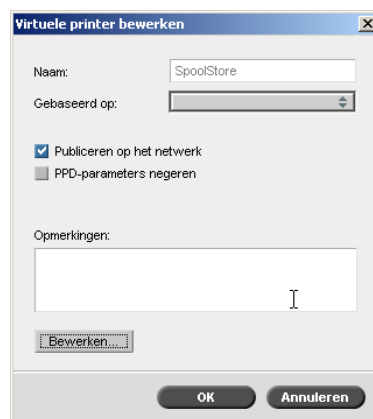 Virtuele printer bewerken
Naam: SpoolStore
Gebaseerd op:
Publiceren op het netwerk
PPD-parameters negeren
Opmerkingen:
Bewerken...
OK Annuleren